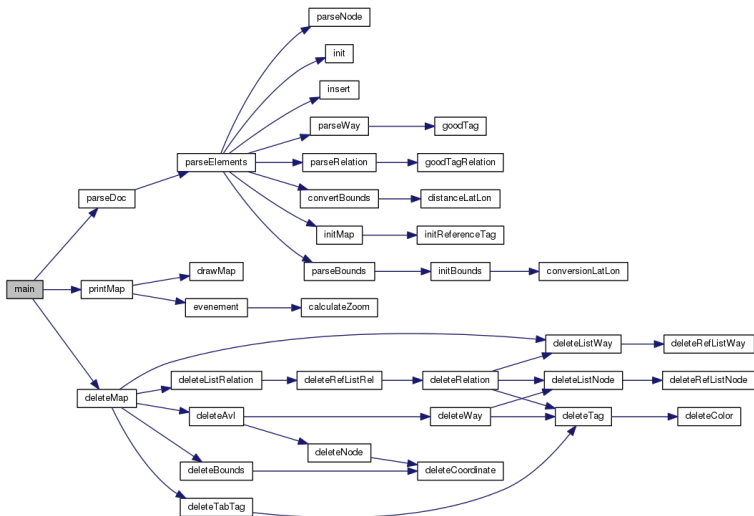 parseNode
init
insert
parseWay
goodTag
parseElements
parseRelation
goodTagRelation
parseDoc
convertBounds
distanceLatLon
initMap
initReferenceTag
parseBounds
initBounds
conversionLatLon
drawMap
main
printMap
evenement
calculateZoom
deleteListWay
deleteRefListWay
deleteMap
deleteListRelation
deleteRefListRel
deleteRelation
deleteListNode
deleteRefListNode
deleteAvl
deleteWay
deleteTag
deleteColor
deleteNode
deleteBounds
deleteCoordinate
deleteTabTag